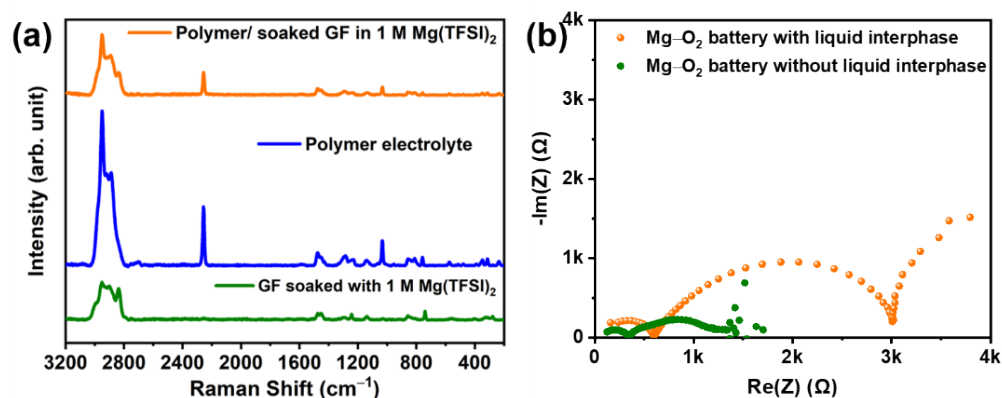 (a)
Polymer/ soaked GF in 1 M Mg(TFSI)₂
Polymer electrolyte
GF soaked with 1 M Mg(TFSI)₂
Intensity (arb. unit)
3200 2800 2400 2000 1600 1200 800 400
Raman Shift (cm⁻¹)
(b)
Mg–O₂ battery with liquid interphase
Mg–O₂ battery without liquid interphase
4k
3k
2k
1k
0
-Im(Z) (Ω)
0 1k 2k 3k 4k
Re(Z) (Ω)